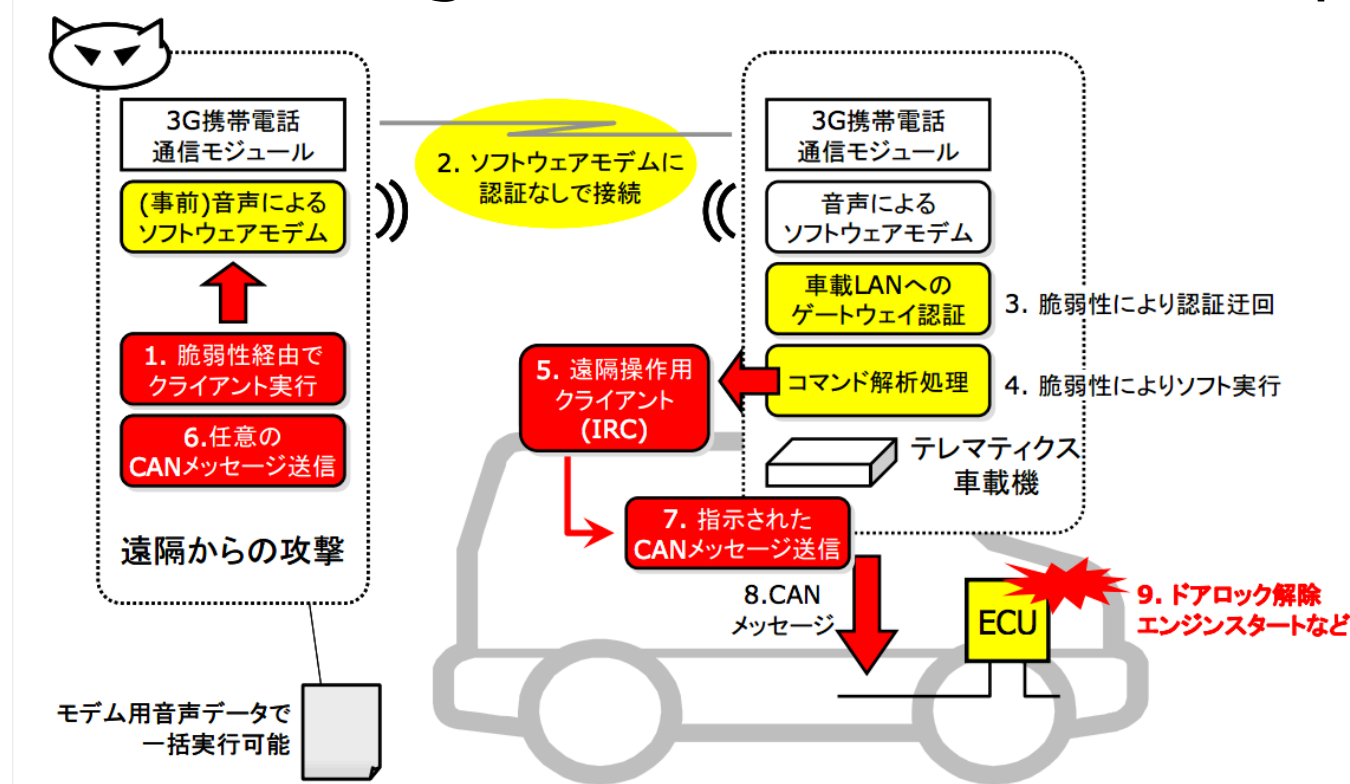 3G携帯電話
通信モジュール
(事前)音声による
ソフトウェアモデム
1. 脆弱性経由で
クライアント実行
6.任意の
CANメッセージ送信
遠隔からの攻撃
モデム用音声データで
一括実行可能
2. ソフトウェアモデムに
認証なしで接続
3G携帯電話
通信モジュール
音声による
ソフトウェアモデム
車載LANへの
ゲートウェイ認証
3. 脆弱性により認証迂回
コマンド解析処理
4. 脆弱性によりソフト実行
5. 遠隔操作用
クライアント
(IRC)
テレマティクス
車載機
7. 指示された
CANメッセージ送信
8.CAN
メッセージ
ECU
9. ドアロック解除
エンジンスタートなど